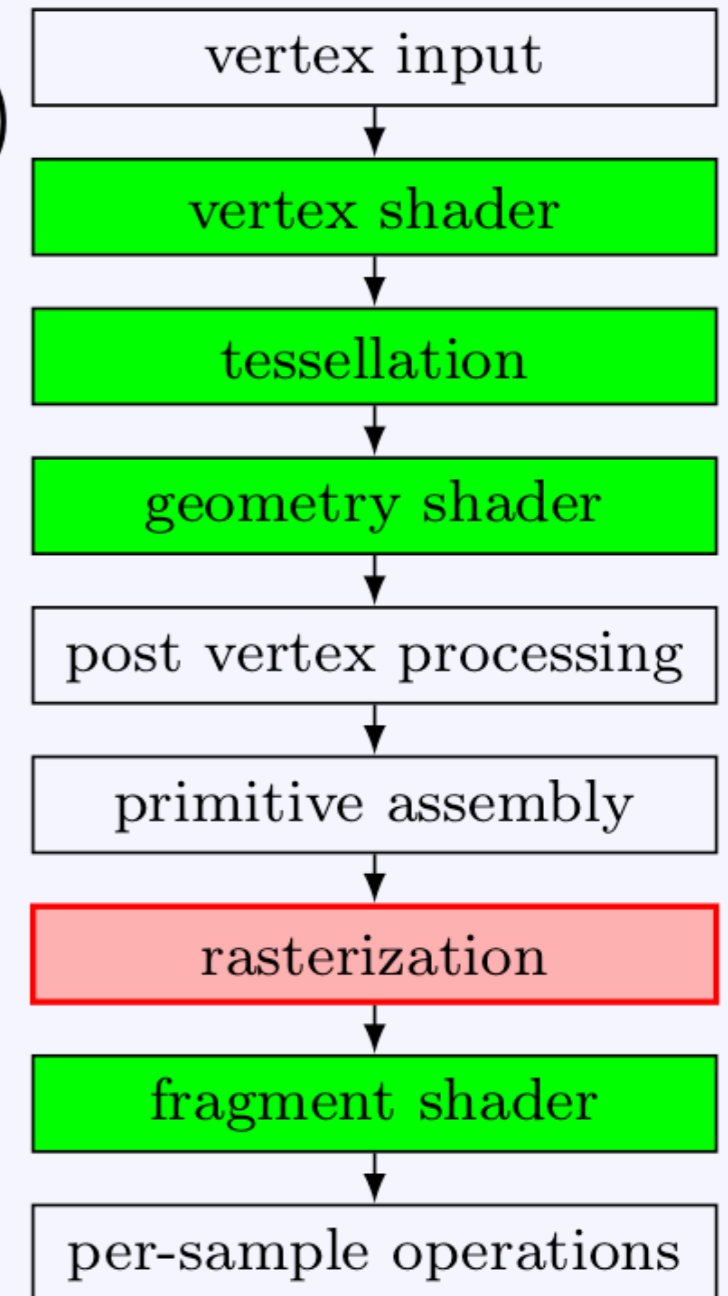 vertex input
vertex shader
tessellation
geometry shader
post vertex processing
primitive assembly
rasterization
fragment shader
per-sample operations